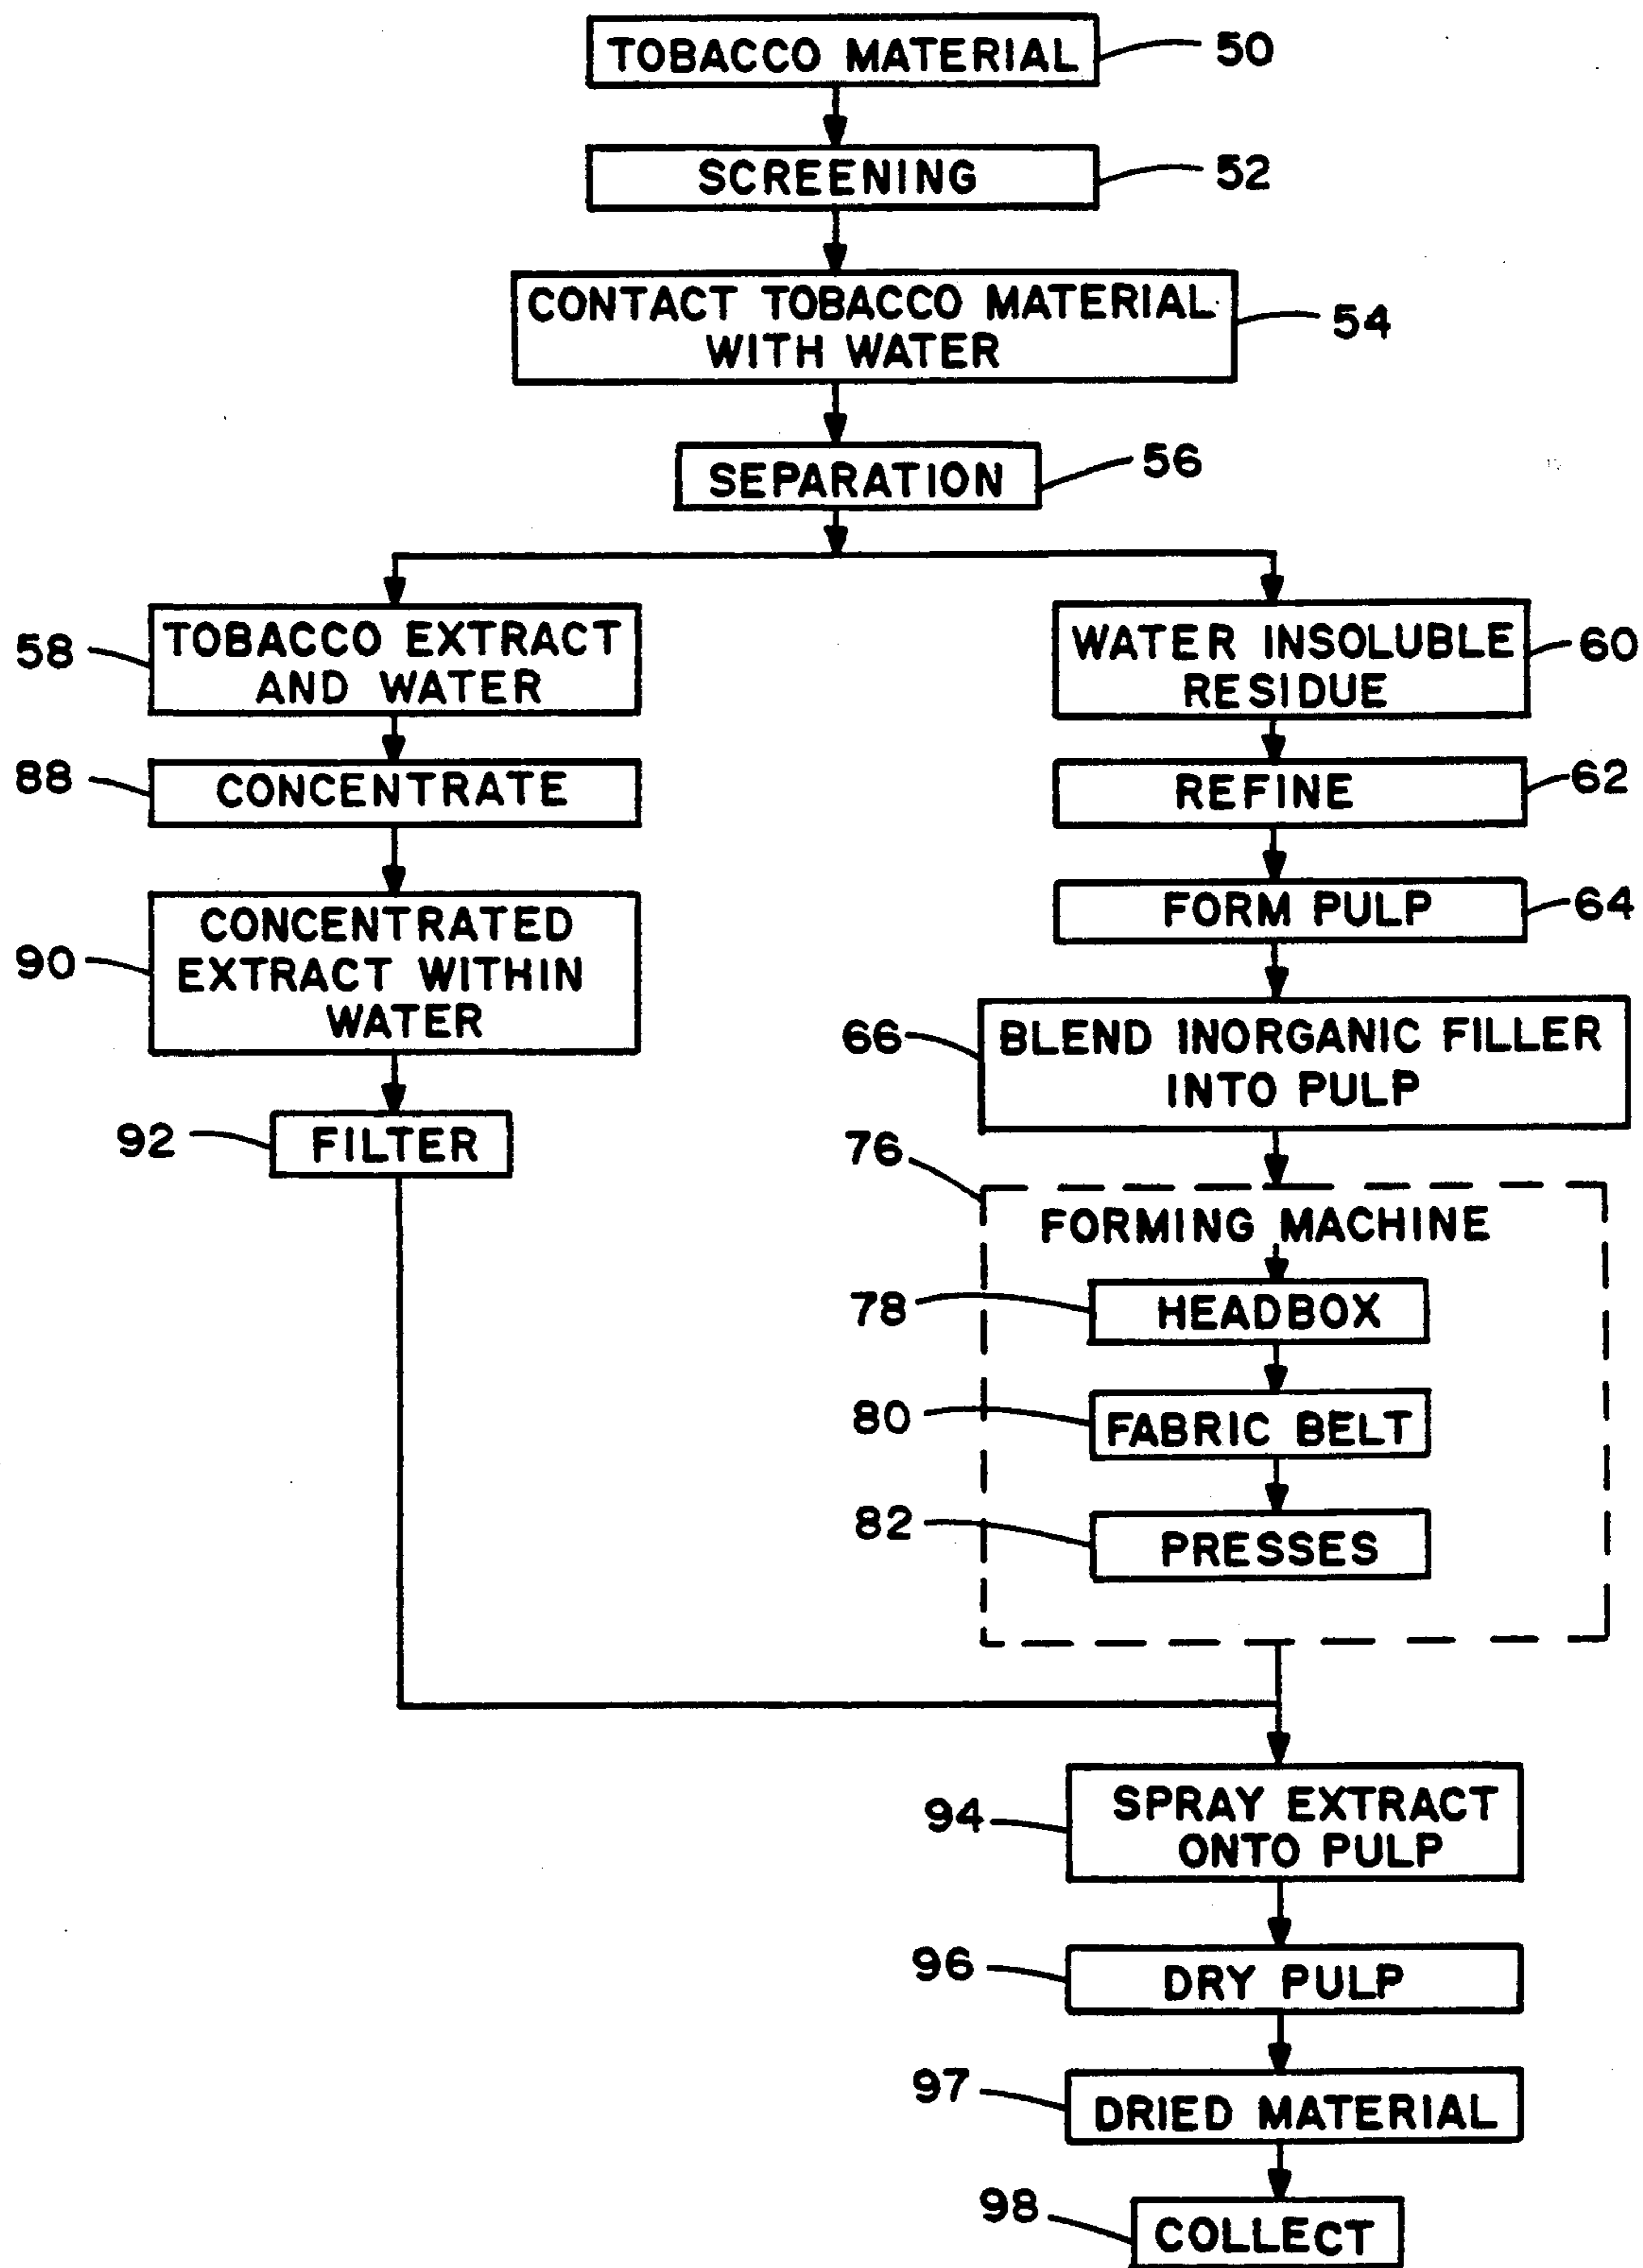 TOBACCO MATERIAL
50
SCREENING
52
CONTACT TOBACCO MATERIAL
WITH WATER
54
SEPARATION
56
58
TOBACCO EXTRACT
AND WATER
88
CONCENTRATE
90
CONCENTRATED
EXTRACT WITHIN
WATER
92
FILTER
WATER INSOLUBLE
RESIDUE
60
REFINE
62
FORM PULP
64
66
BLEND INORGANIC FILLER
INTO PULP
76
FORMING MACHINE
78
HEADBOX
80
FABRIC BELT
82
PRESSES
94
SPRAY EXTRACT
ONTO PULP
96
DRY PULP
97
DRIED MATERIAL
98
COLLECT